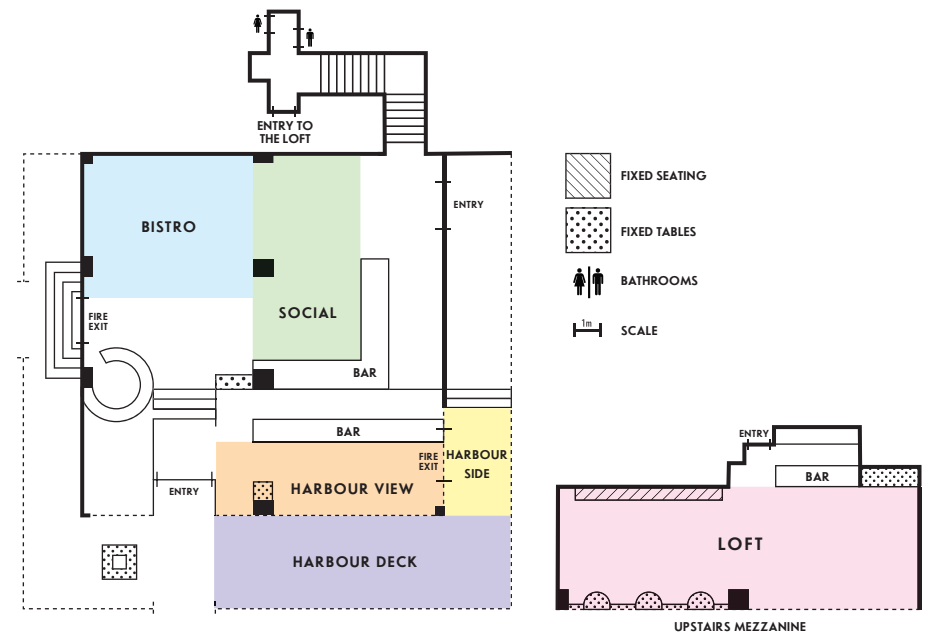 ENTRY TO
THE LOFT
BISTRO
ENTRY
SOCIAL
FIRE
EXIT
BAR
BAR
FIRE
EXIT
HARBOUR
SIDE
HARBOUR VIEW
ENTRY
HARBOUR DECK
FIXED SEATING
FIXED TABLES
BATHROOMS
1m
SCALE
ENTRY
BAR
LOFT
UPSTAIRS MEZZANINE